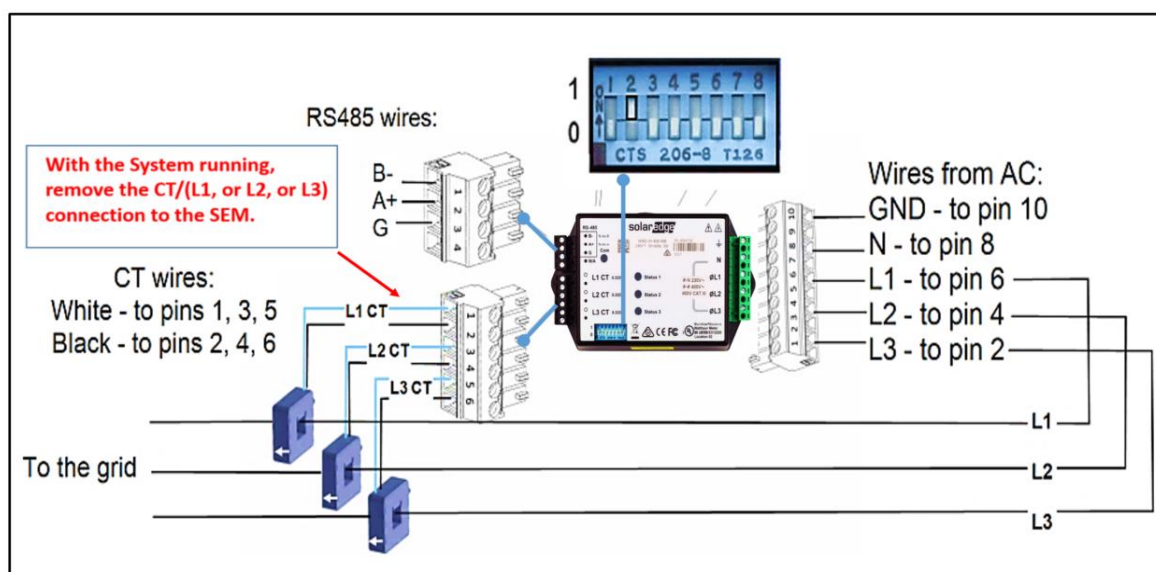 1 2 3 4 5 6 7 8
1
ON
0
CTS 206-8 T126
RS485 wires:
B-
A+
G
1
2
3
4
With the System running,
remove the CT/(L1, or L2, or L3)
connection to the SEM.
CT wires:
White - to pins 1, 3, 5
Black - to pins 2, 4, 6
L1 CT
L2 CT
L3 CT
1
2
3
4
5
6
solaredge
RS-485
Com
L1 CT
L2 CT
L3 CT
Status 1
Status 2
Status 3
N
ØL1
ØL2
ØL3
10
9
8
7
6
5
4
3
2
1
Wires from AC:
GND - to pin 10
N - to pin 8
L1 - to pin 6
L2 - to pin 4
L3 - to pin 2
To the grid
L1
L2
L3